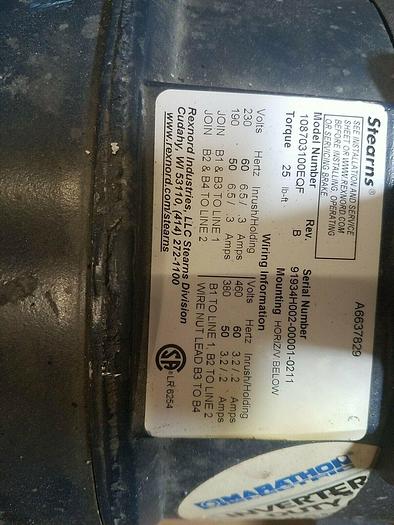 Stearns®
A6637829
SEE INSTALLATION AND SERVICE
SHEET OR WWW.REXNORD.COM
BEFORE INSTALLING, OPERATING
OR SERVICING BRAKE.
Model Number Rev. Serial Number
108703100EQF B 91934H002-00001-0211
Torque 25 lb-ft Mounting HORIZ/V BELOW
Wiring Information
Volts Hertz Inrush/Holding Volts Hertz Inrush/Holding
230 60 6.5/ .3 Amps 460 60 3.2/.2 Amps
190 50 6.5/ .3 Amps 380 50 3.2/.2 Amps
JOIN B1 & B3 TO LINE 1 B1 TO LINE 1, B2 TO LINE 2
JOIN B2 & B4 TO LINE 2 WIRE NUT LEAD B3 TO B4
Rexnord Industries, LLC Stearns Division
Cudahy, WI 53110, (414) 272-1100
www.rexnord.com/stearns
LR 6254
MARATHON
INVERTER
DUTY